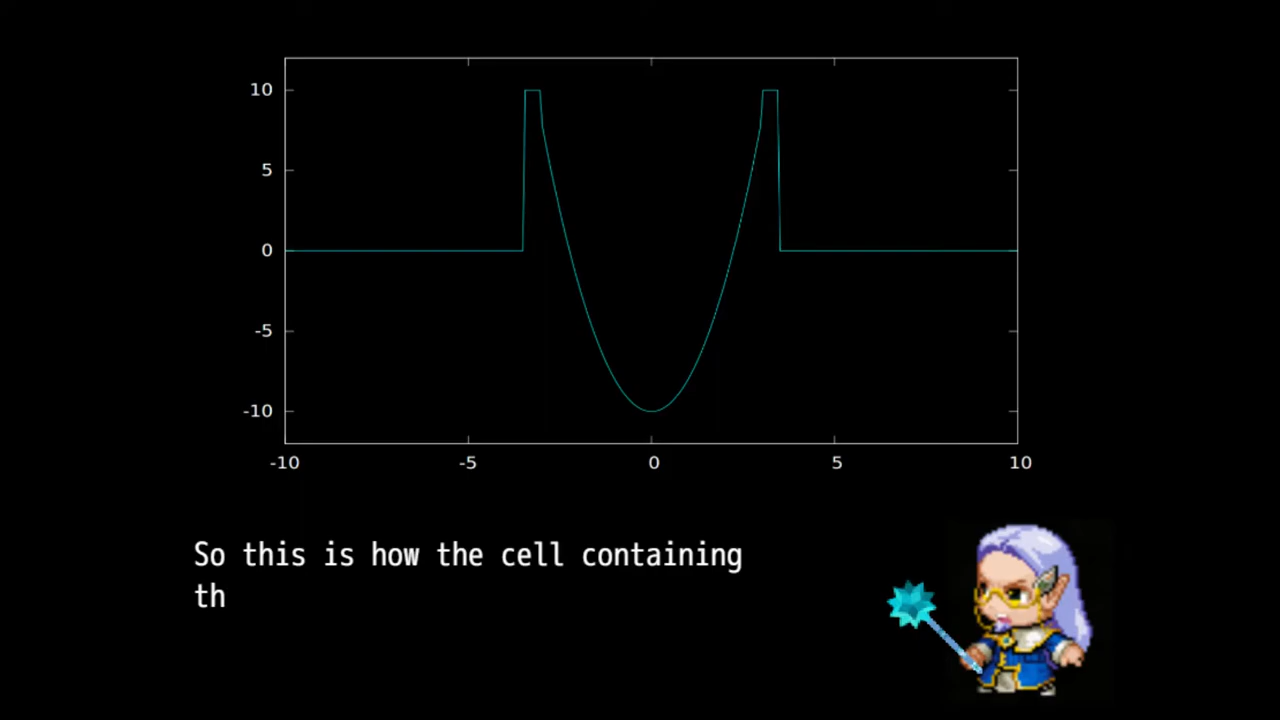 10
5
0
-5
-10
-10 -5 0 5 10
So this is how the cell containing
th